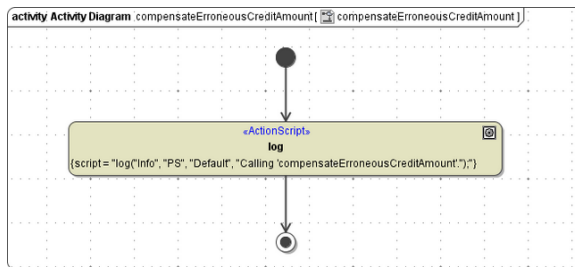 activity Activity Diagram compensateErroneousCreditAmount [ compensateErroneousCreditAmount ]
«ActionScript»
log
{script = "log("Info", "PS", "Default", "Calling 'compensateErroneousCreditAmount'.");"}